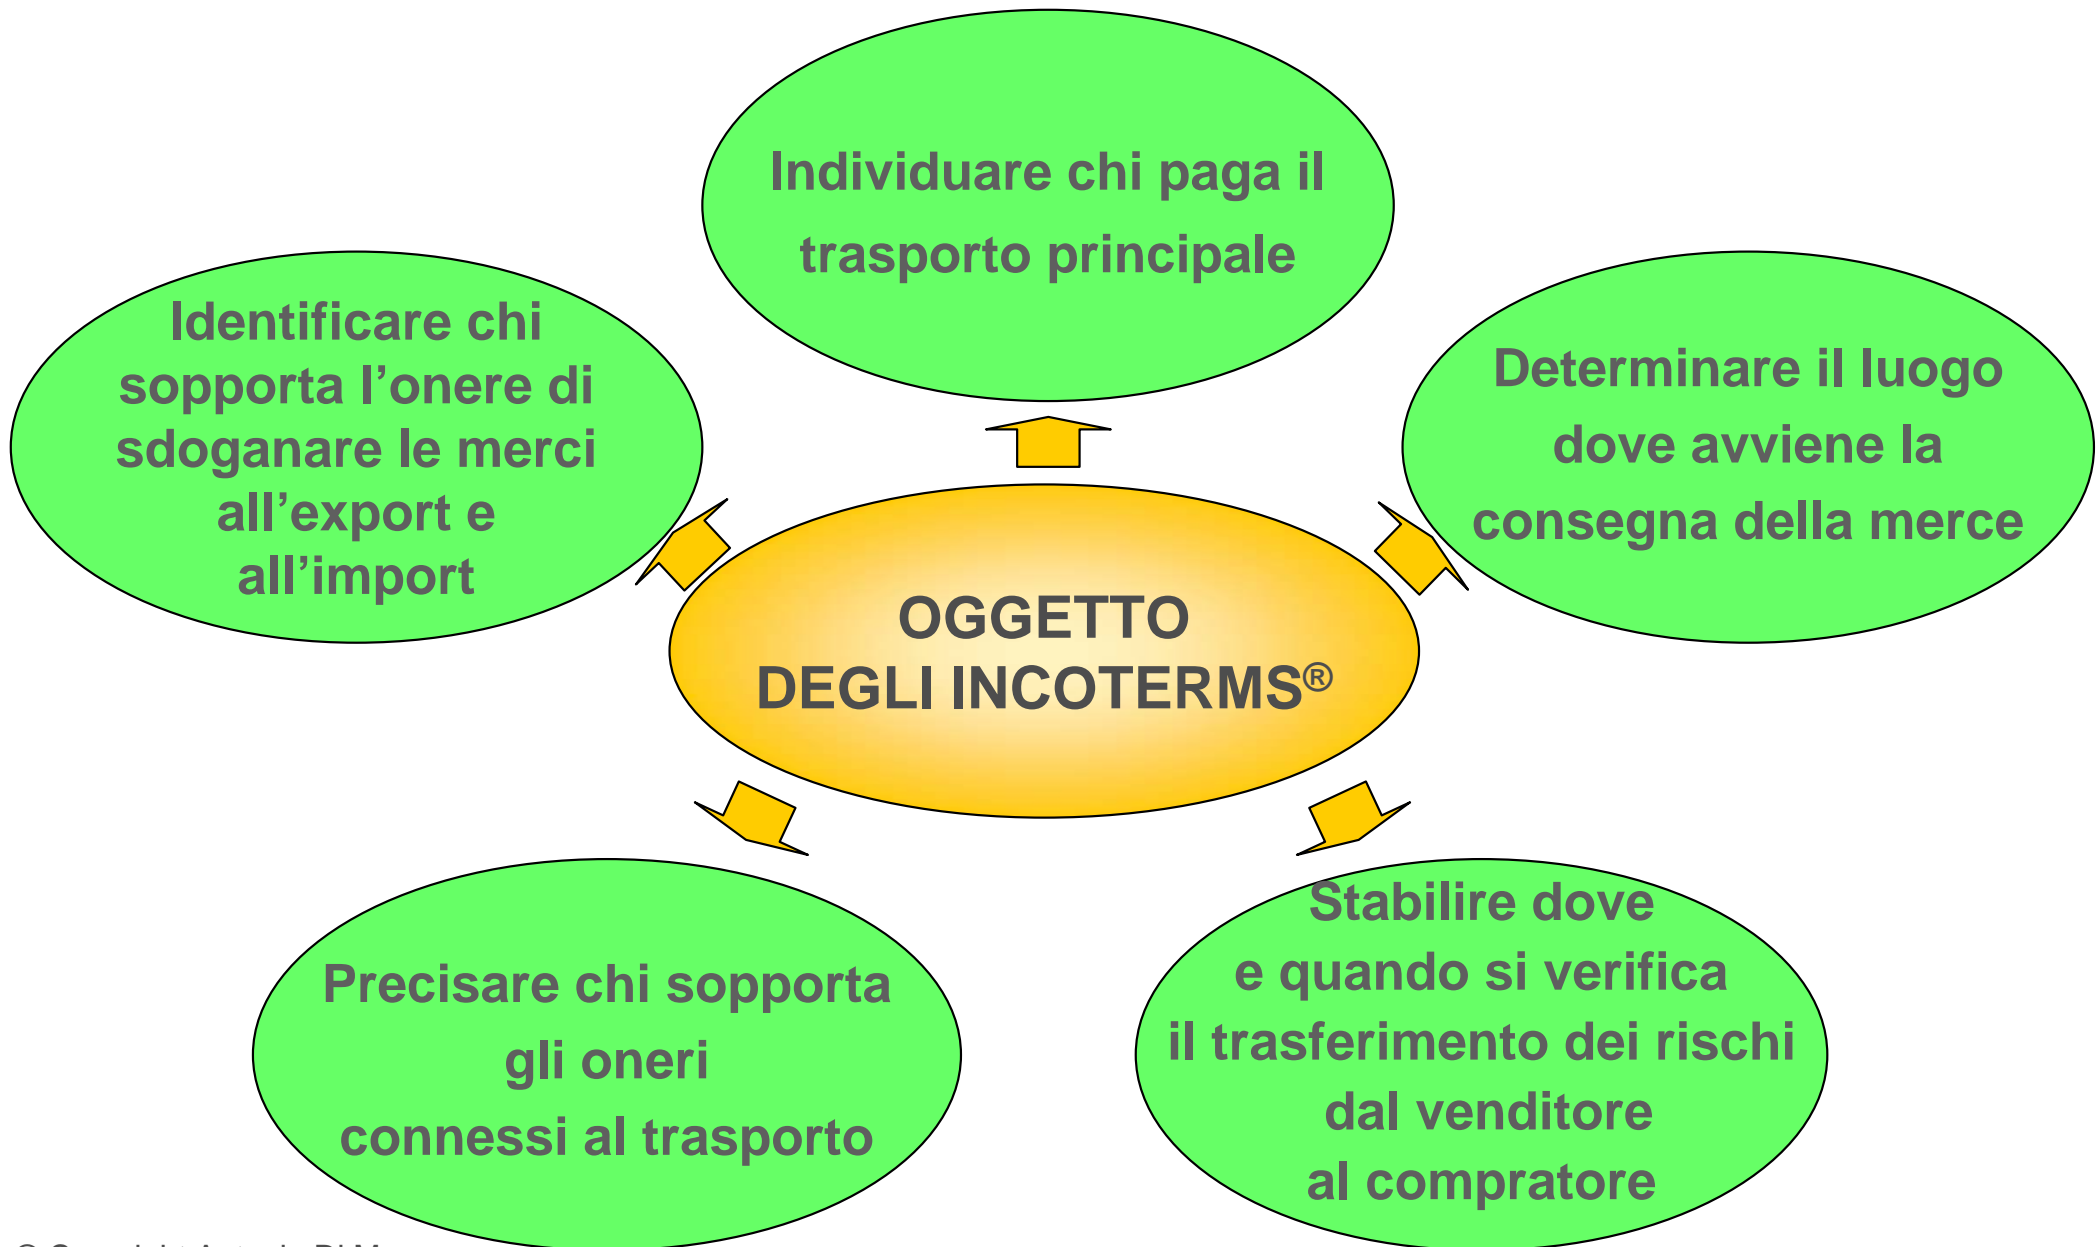 Individuare chi paga il
trasporto principale
Identificare chi
sopporta l’onere di
sdoganare le merci
all’export e
all’import
Determinare il luogo
dove avviene la
consegna della merce
OGGETTO
DEGLI INCOTERMS®
Precisare chi sopporta
gli oneri
connessi al trasporto
Stabilire dove
e quando si verifica
il trasferimento dei rischi
dal venditore
al compratore